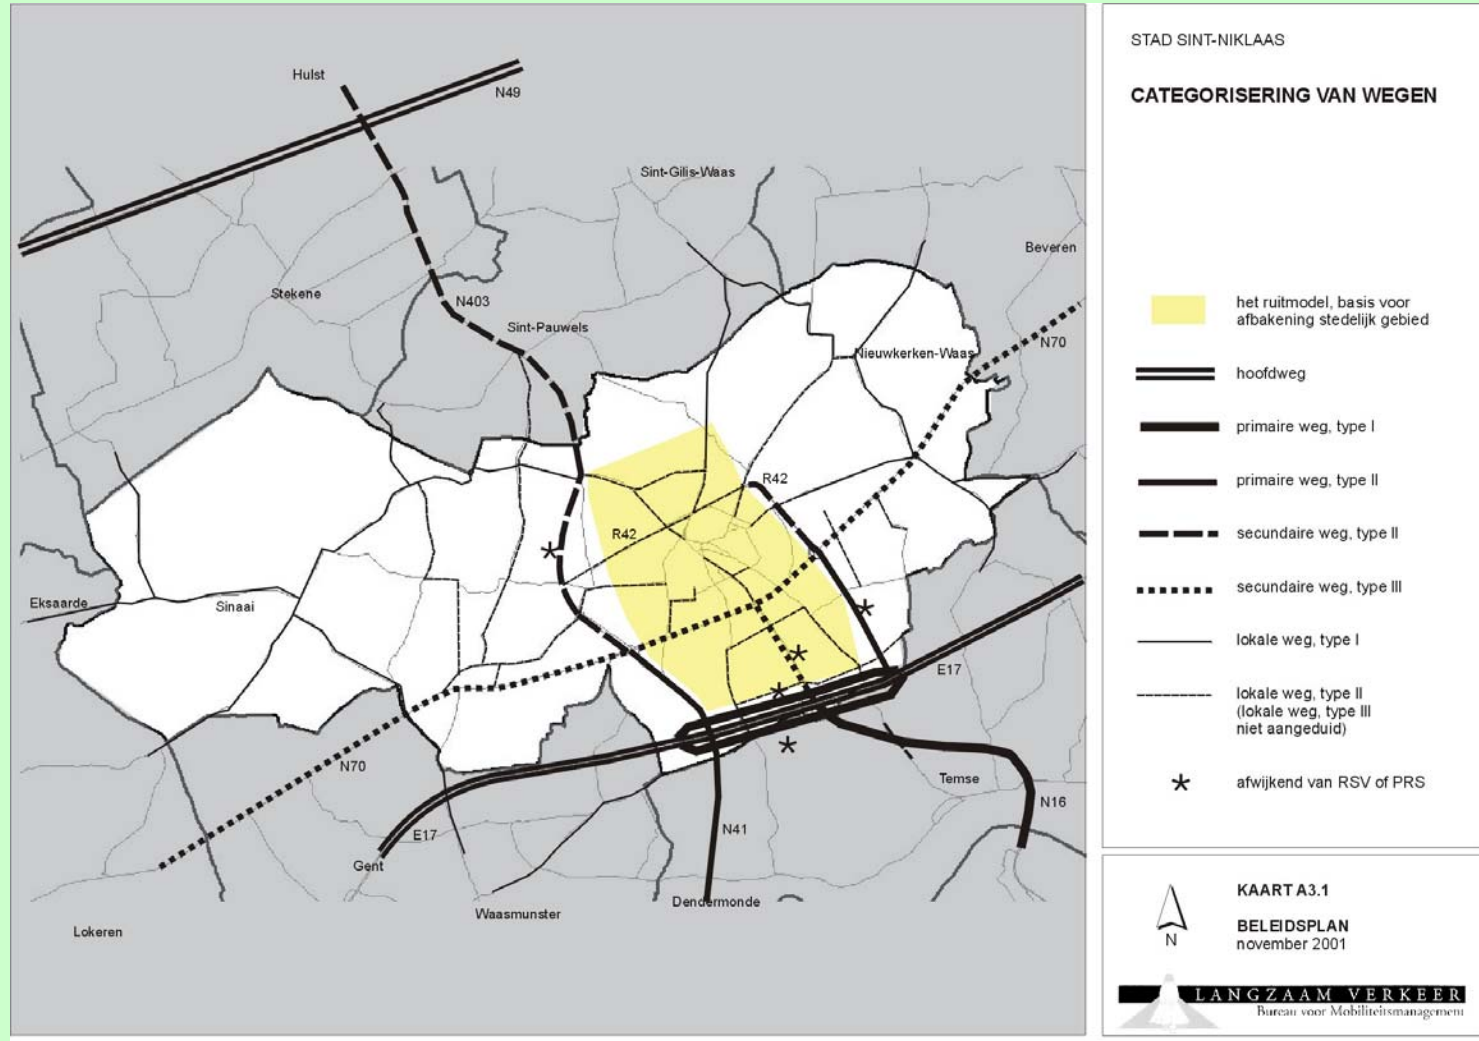 Hulst
N49
Sint-Gilis-Waas
Beveren
Stekene
N403
Sint-Pauwels
N70
Nieuwkerken-Waas
R42
R42
Eksaarde
Sinaai
E17
N70
Temse
N16
E17
N41
Gent
Dendermonde
Waasmunster
Lokeren
STAD SINT-NIKLAAS
CATEGORISERING VAN WEGEN
het ruitmodel, basis voor
afbakening stedelijk gebied
hoofdweg
primaire weg, type I
primaire weg, type II
secundaire weg, type II
secundaire weg, type III
lokale weg, type I
lokale weg, type II
(lokale weg, type III
niet aangeduid)
afwijkend van RSV of PRS
N
KAART A3.1
BELEIDSPLAN
november 2001
LANGZAAM VERKEER
Bureau voor Mobiliteitsmanagement